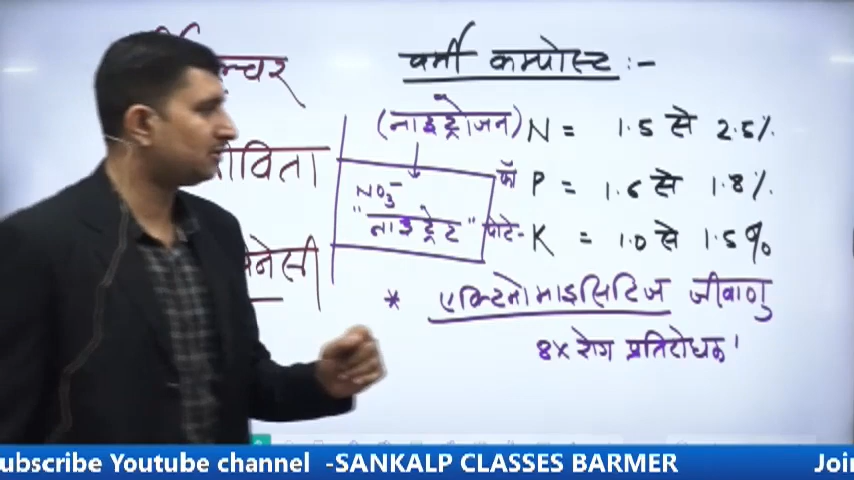 वर्मी कम्पोस्ट :-
(नाइट्रोजन) N = 1.5 से 2.5%
NO3-
फॉ P = 1.6 से 1.8%
"नाइट्रेट"
पोटे- K = 1.0 से 1.5%
* एक्टिनोमाइसिटिज जीवाणु
8x रोग प्रतिरोधक
ubscribe Youtube channel -SANKALP CLASSES BARMER
Joi